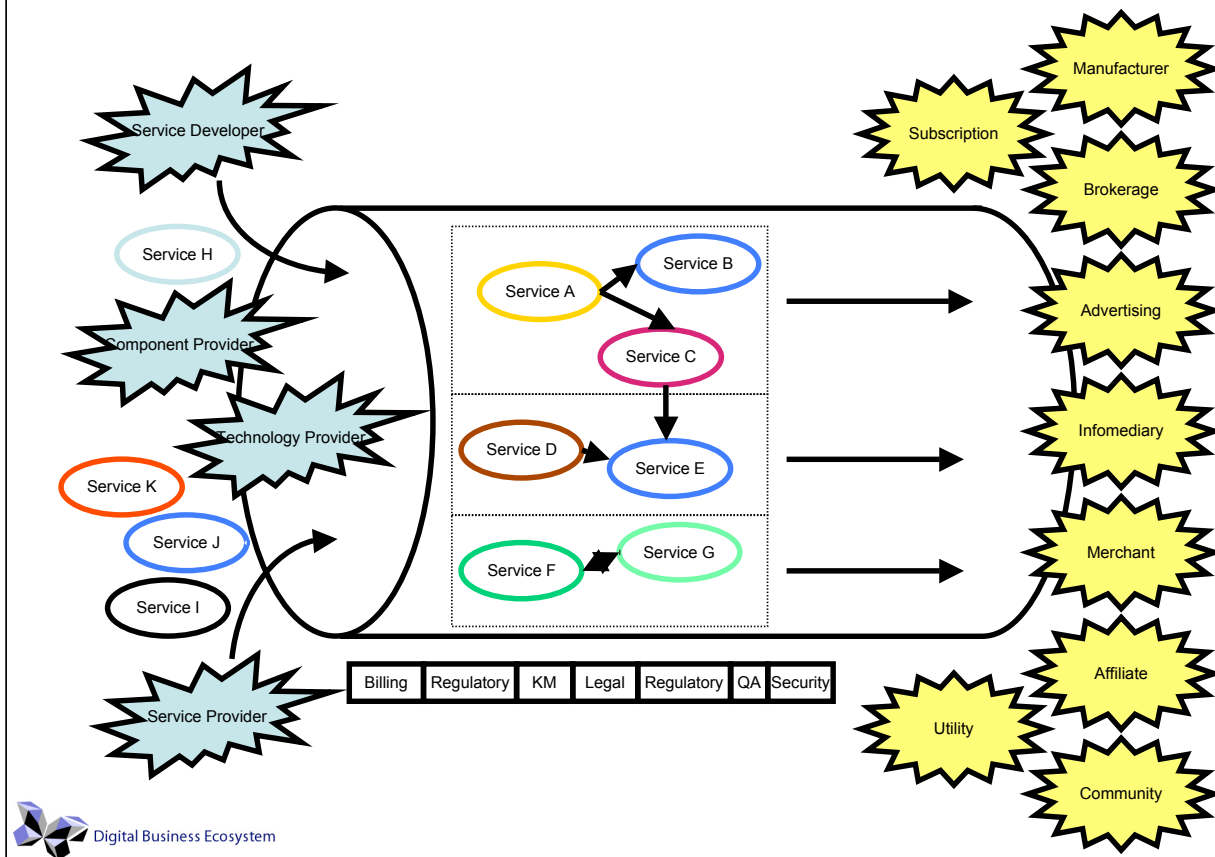 Manufacturer
Service Developer
Subscription
Brokerage
Service H
Service B
Service A
Advertising
Component Provider
Service C
Technology Provider
Infomediary
Service D
Service E
Service K
Service J
Service G
Merchant
Service F
Service I
Billing Regulatory KM Legal Regulatory QA Security
Affiliate
Service Provider
Utility
Community
Digital Business Ecosystem